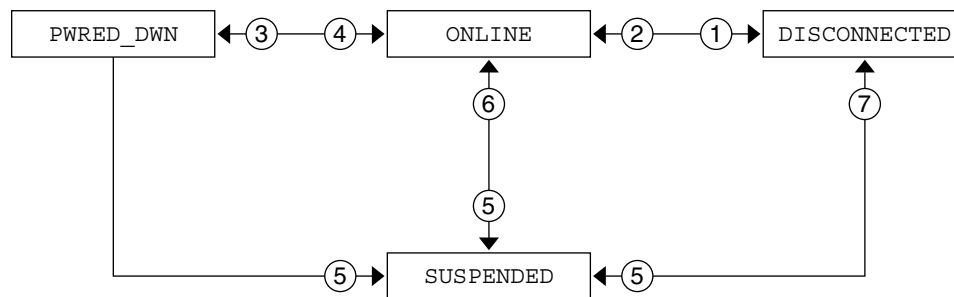 PWRED_DWN 3 4 ONLINE 2 1 DISCONNECTED
6 7
5
5 SUSPENDED 5